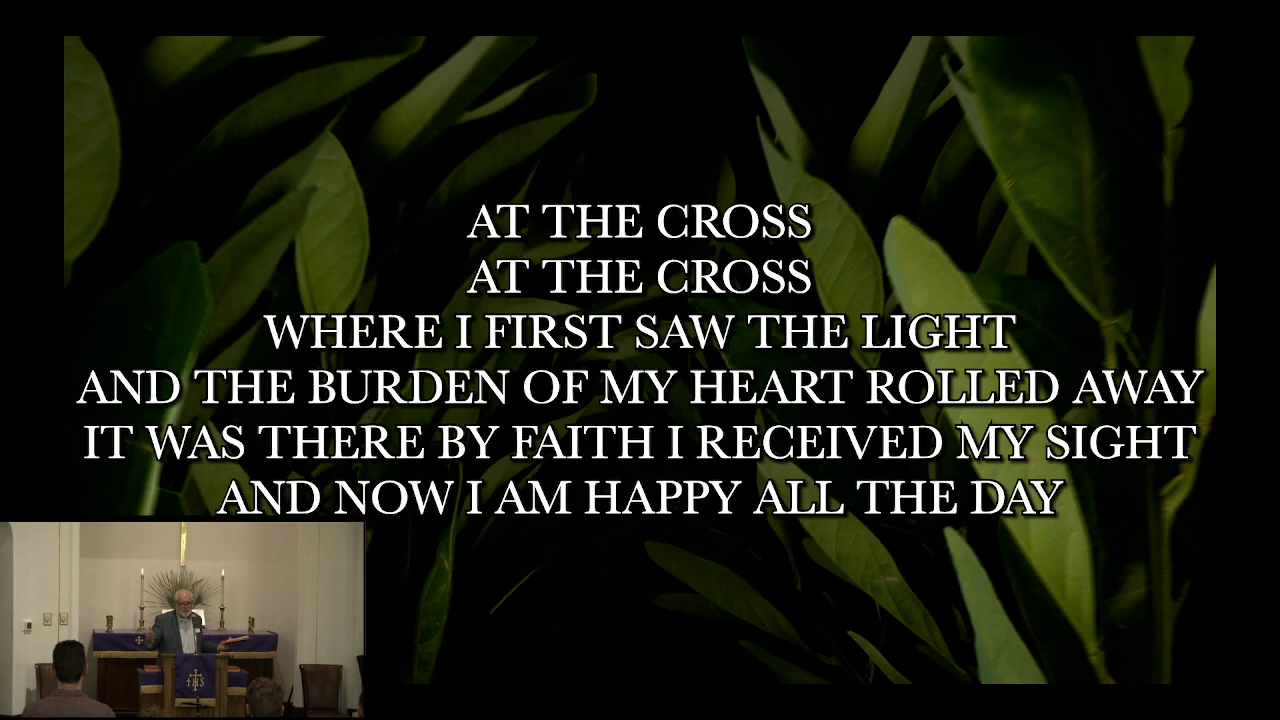 AT THE CROSS
AT THE CROSS
WHERE I FIRST SAW THE LIGHT
AND THE BURDEN OF MY HEART ROLLED AWAY
IT WAS THERE BY FAITH I RECEIVED MY SIGHT
AND NOW I AM HAPPY ALL THE DAY
IHS